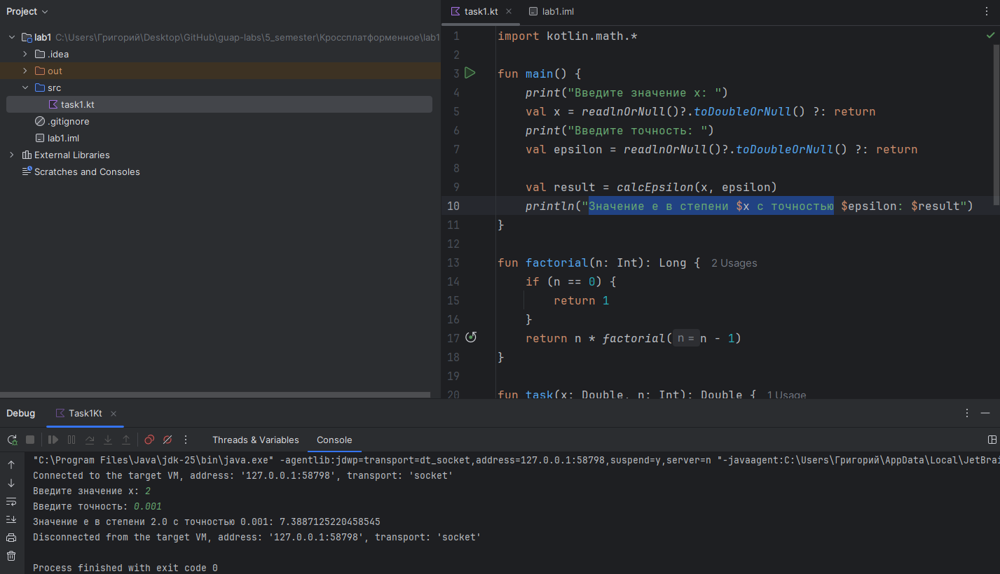 Project
lab1 C:\Users\Григорий\Desktop\GitHub\guap-labs\5_semester\Кроссплатформенное\lab1
.idea
out
src
task1.kt
.gitignore
lab1.iml
External Libraries
Scratches and Consoles
task1.kt lab1.iml
1 import kotlin.math.*
2
3 fun main() {
4 print("Введите значение x: ")
5 val x = readlnOrNull()?.toDoubleOrNull() ?: return
6 print("Введите точность: ")
7 val epsilon = readlnOrNull()?.toDoubleOrNull() ?: return
8
9 val result = calcEpsilon(x, epsilon)
10 println("Значение e в степени $x с точностью $epsilon: $result")
11 }
12
13 fun factorial(n: Int): Long { 2 Usages
14 if (n == 0) {
15 return 1
16 }
17 return n * factorial( n = n - 1)
18 }
19
20 fun task(x: Double, n: Int): Double { 1 Usage
Debug Task1Kt
Threads & Variables Console
"C:\Program Files\Java\jdk-25\bin\java.exe" -agentlib:jdwp=transport=dt_socket,address=127.0.0.1:58798,suspend=y,server=n "-javaagent:C:\Users\Григорий\AppData\Local\JetBrai
Connected to the target VM, address: '127.0.0.1:58798', transport: 'socket'
Введите значение x: 2
Введите точность: 0.001
Значение e в степени 2.0 с точностью 0.001: 7.3887125220458545
Disconnected from the target VM, address: '127.0.0.1:58798', transport: 'socket'
Process finished with exit code 0